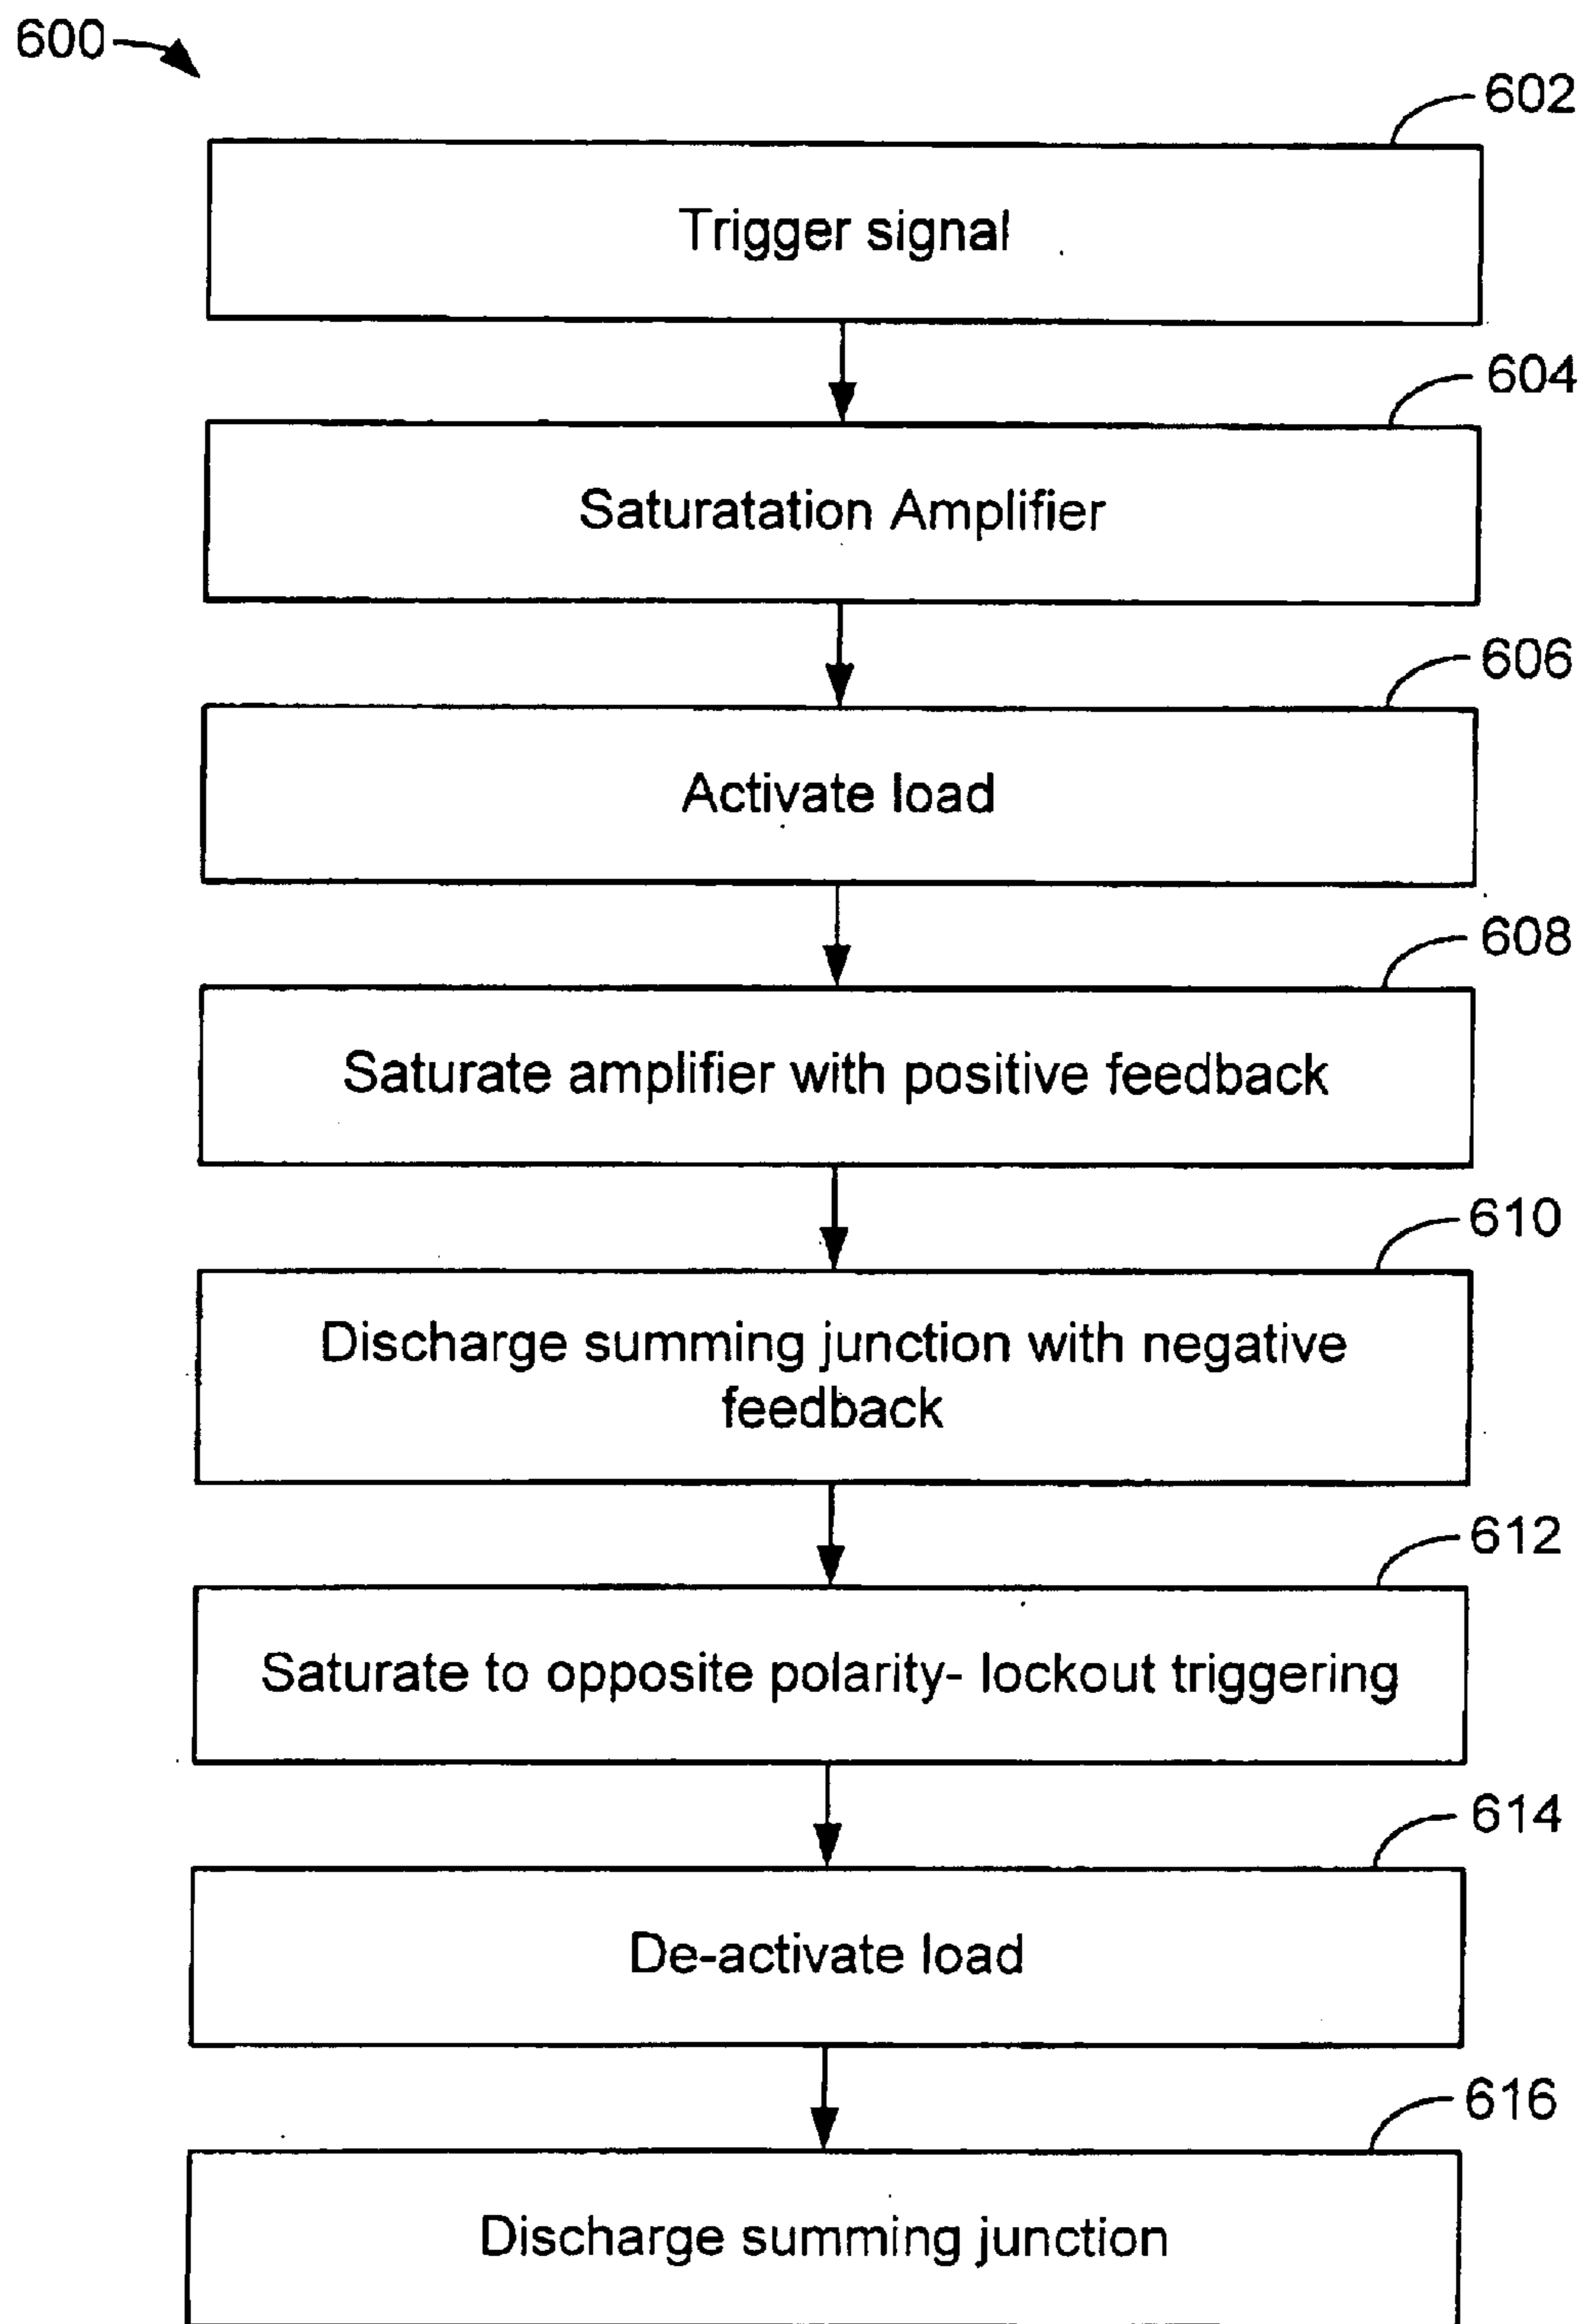 600
602
Trigger signal
604
Saturatation Amplifier
606
Activate load
608
Saturate amplifier with positive feedback
610
Discharge summing junction with negative
feedback
612
Saturate to opposite polarity- lockout triggering
614
De-activate load
616
Discharge summing junction